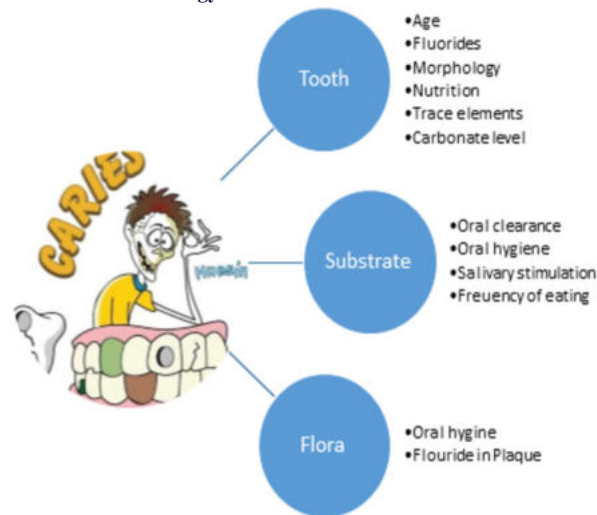 Tooth
•Age
•Fluorides
•Morphology
•Nutrition
•Trace elements
•Carbonate level
CARIES
Substrate
•Oral clearance
•Oral hygiene
•Salivary stimulation
•Freuency of eating
Flora
•Oral hygine
•Flouride in Plaque